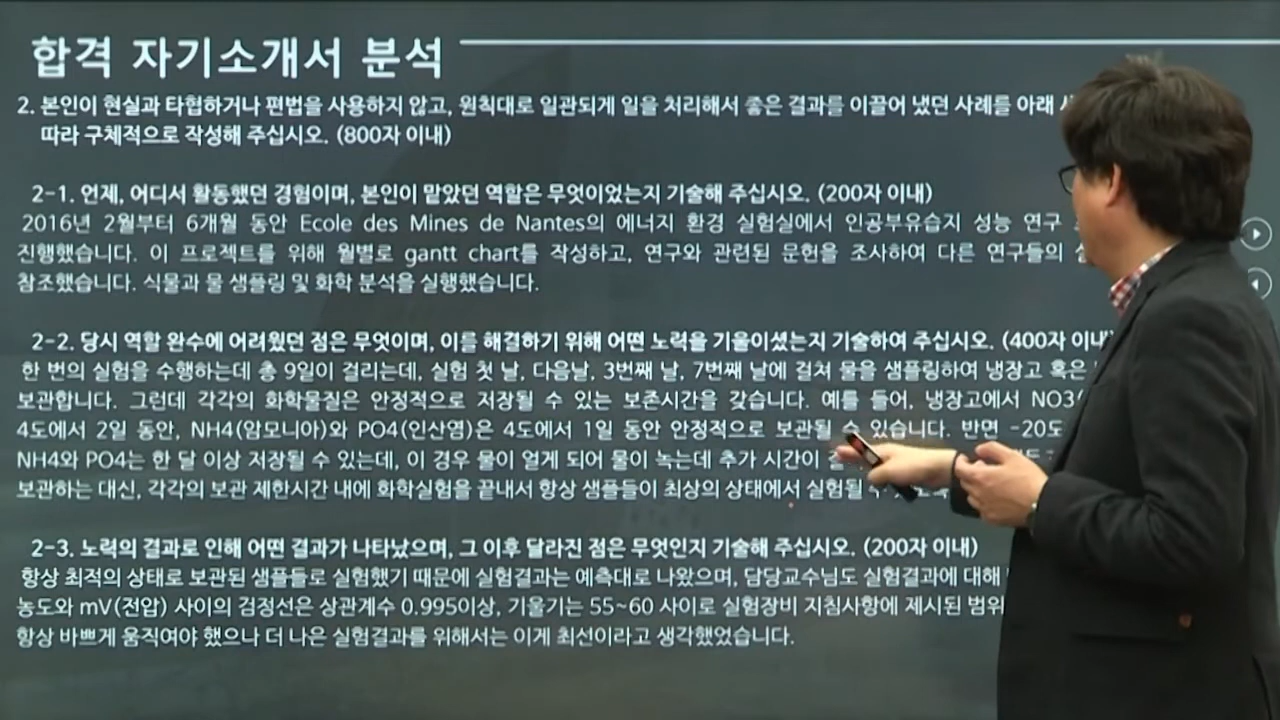 합격 자기소개서 분석
2. 본인이 현실과 타협하거나 편법을 사용하지 않고, 원칙대로 일관되게 일을 처리해서 좋은 결과를 이끌어 냈던 사례를 아래
따라 구체적으로 작성해 주십시오. (800자 이내)
2-1. 언제, 어디서 활동했던 경험이며, 본인이 맡았던 역할은 무엇이었는지 기술해 주십시오. (200자 이내)
2016년 2월부터 6개월 동안 Ecole des Mines de Nantes의 에너지 환경 실험실에서 인공부유습지 성능 연구
진행했습니다. 이 프로젝트를 위해 월별로 gantt chart를 작성하고, 연구와 관련된 문헌을 조사하여 다른 연구들의
참조했습니다. 식물과 물 샘플링 및 화학 분석을 실행했습니다.
2-2. 당시 역할 완수에 어려웠던 점은 무엇이며, 이를 해결하기 위해 어떤 노력을 기울이셨는지 기술하여 주십시오. (400자 이내)
한 번의 실험을 수행하는데 총 9일이 걸리는데, 실험 첫 날, 다음날, 3번째 날, 7번째 날에 걸쳐 물을 샘플링하여 냉장고 혹은
보관합니다. 그런데 각각의 화학물질은 안정적으로 저장될 수 있는 보존시간을 갖습니다. 예를 들어, 냉장고에서 NO3
4도에서 2일 동안, NH4(암모니아)와 PO4(인산염)은 4도에서 1일 동안 안정적으로 보관될 수 있습니다. 반면 -20도
NH4와 PO4는 한 달 이상 저장될 수 있는데, 이 경우 물이 얼게 되어 물이 녹는데 추가 시간이
보관하는 대신, 각각의 보관 제한시간 내에 화학실험을 끝내서 항상 샘플들이 최상의 상태에서 실험될
2-3. 노력의 결과로 인해 어떤 결과가 나타났으며, 그 이후 달라진 점은 무엇인지 기술해 주십시오. (200자 이내)
항상 최적의 상태로 보관된 샘플들로 실험했기 때문에 실험결과는 예측대로 나왔으며, 담당교수님도 실험결과에 대해
농도와 mV(전압) 사이의 검정선은 상관계수 0.995이상, 기울기는 55~60 사이로 실험장비 지침사항에 제시된 범위
항상 바쁘게 움직여야 했으나 더 나은 실험결과를 위해서는 이게 최선이라고 생각했었습니다.